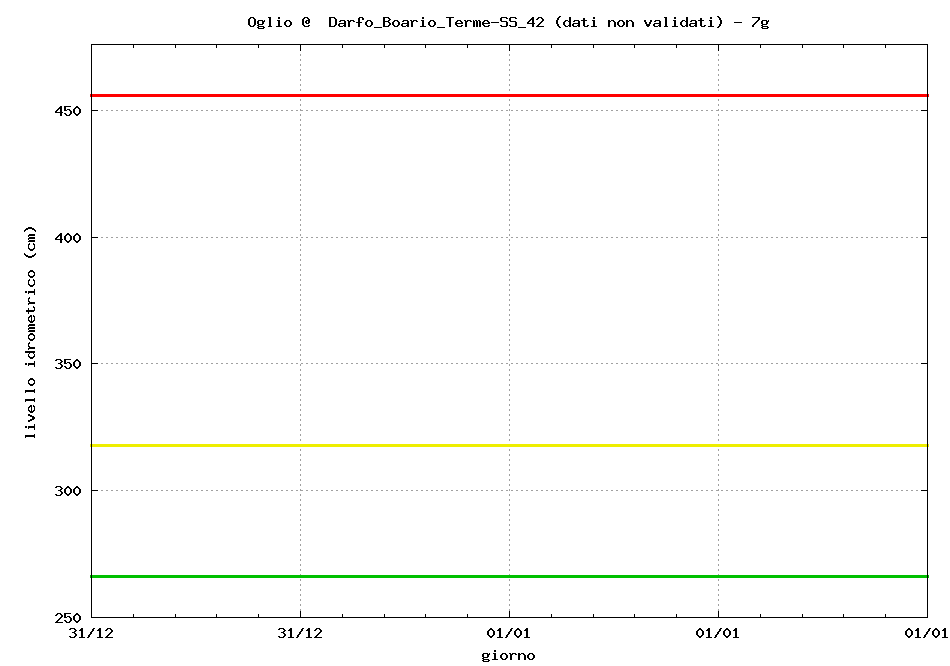 Oglio @  Darfo_Boario_Terme-SS_42 (dati non validati) - 7g
450
400
350
300
250
livello idrometrico (cm)
31/12 31/12 01/01 01/01 01/01
giorno